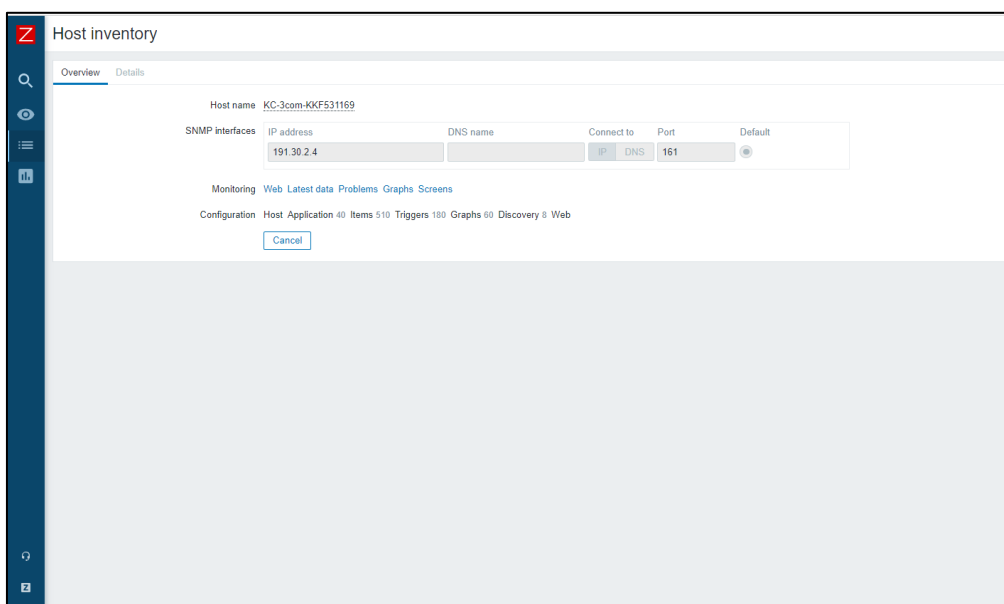 Z Host inventory
Overview Details
Host name KC-3com-KKF531169
SNMP interfaces IP address DNS name Connect to Port Default
191.30.2.4 IP DNS 161
Monitoring Web Latest data Problems Graphs Screens
Configuration Host Application 40 Items 510 Triggers 180 Graphs 60 Discovery 8 Web
Cancel
Z